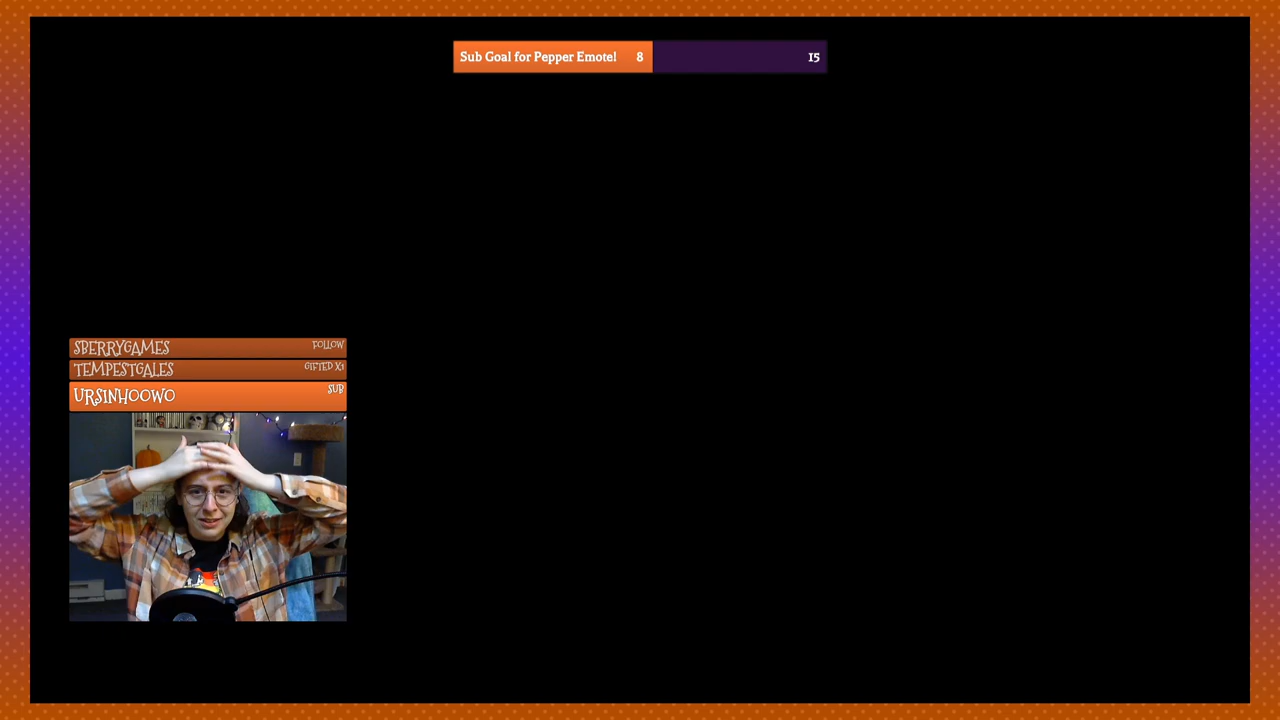 Sub Goal for Pepper Emote! 8 15
SBERRYGAMES FOLLOW
TEMPESTGALES GIFTED X1
URSINHOOWO SUB